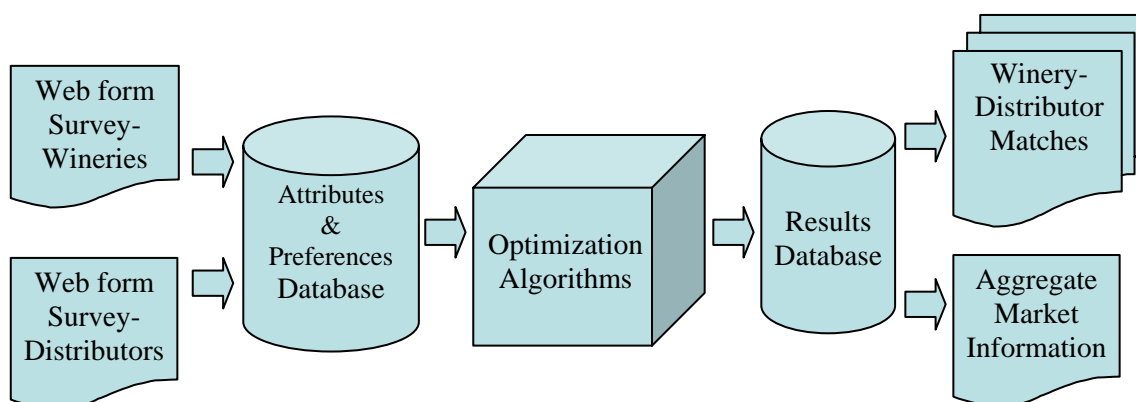 Web form
Survey-
Wineries
Web form
Survey-
Distributors
Attributes
&
Preferences
Database
Optimization
Algorithms
Results
Database
Winery-
Distributor
Matches
Aggregate
Market
Information